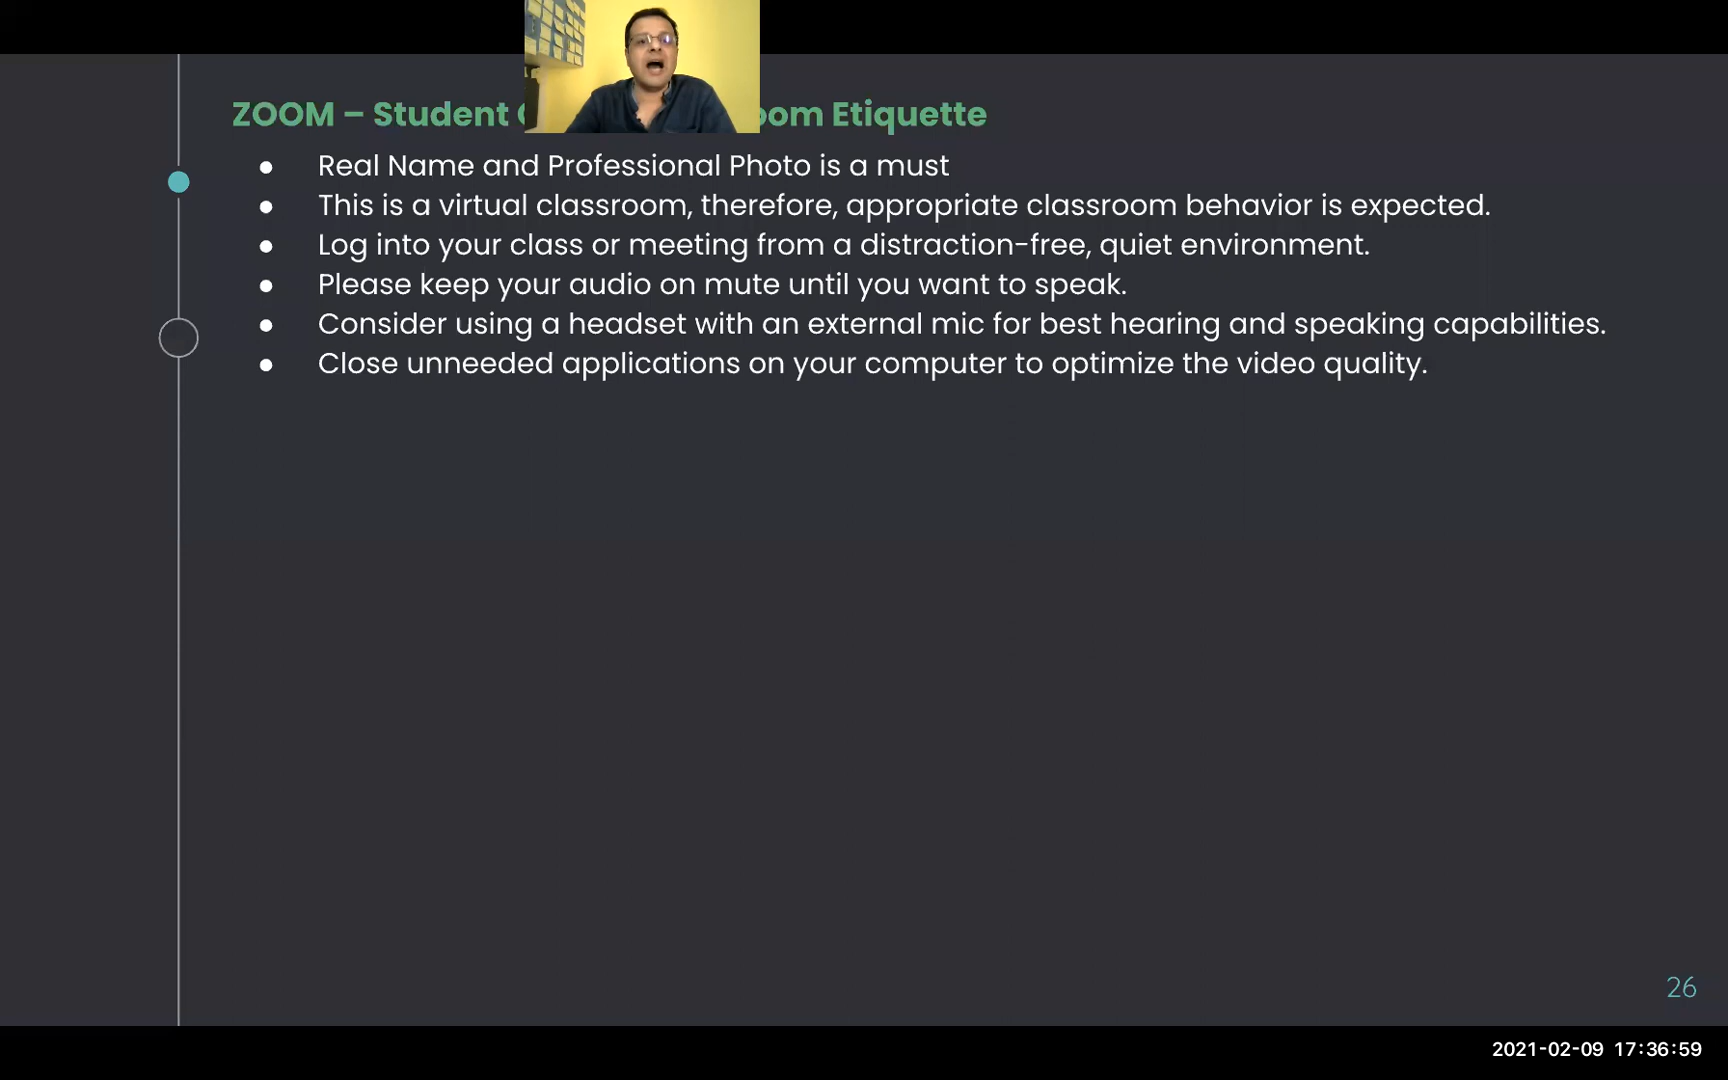 ZOOM – Student oom Etiquette
● Real Name and Professional Photo is a must
● This is a virtual classroom, therefore, appropriate classroom behavior is expected.
● Log into your class or meeting from a distraction-free, quiet environment.
● Please keep your audio on mute until you want to speak.
● Consider using a headset with an external mic for best hearing and speaking capabilities.
● Close unneeded applications on your computer to optimize the video quality.
26
2021-02-09 17:36:59